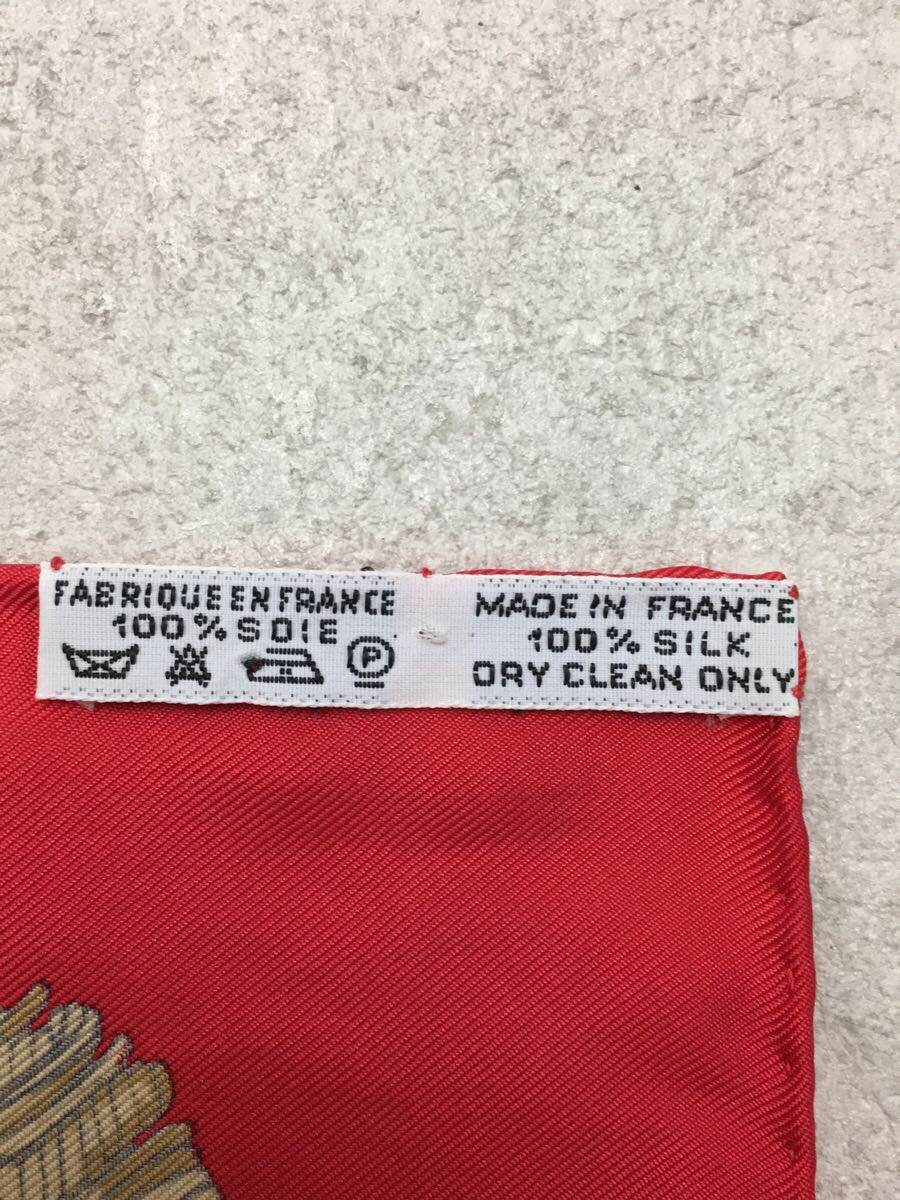 FABRIQUE EN FRANCE
100% SOIE
P
MADE IN FRANCE
100% SILK
DRY CLEAN ONLY